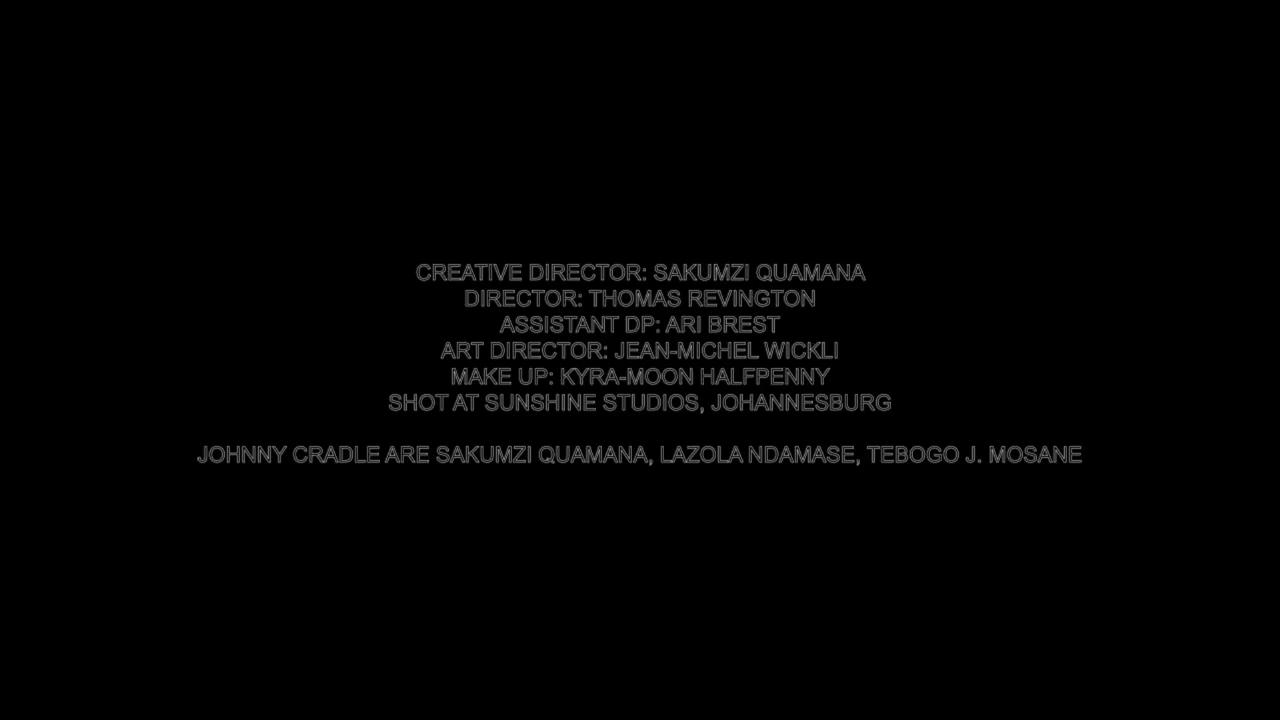 CREATIVE DIRECTOR: SAKUMZI QUAMANA
DIRECTOR: THOMAS REVINGTON
ASSISTANT DP: ARI BREST
ART DIRECTOR: JEAN-MICHEL WICKLI
MAKE UP: KYRA-MOON HALFPENNY
SHOT AT SUNSHINE STUDIOS, JOHANNESBURG
JOHNNY CRADLE ARE SAKUMZI QUAMANA, LAZOLA NDAMASE, TEBOGO J. MOSANE